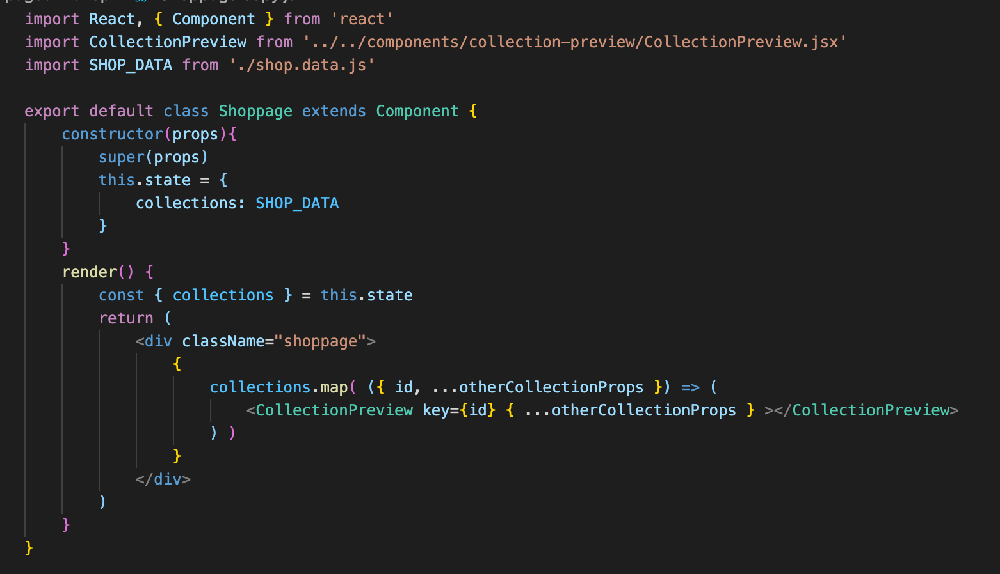 import React, { Component } from 'react'
import CollectionPreview from '../../components/collection-preview/CollectionPreview.jsx'
import SHOP_DATA from './shop.data.js'

export default class Shoppage extends Component {
    constructor(props){
        super(props)
        this.state = {
            collections: SHOP_DATA
        }
    }
    render() {
        const { collections } = this.state
        return (
            <div className="shoppage">
                {
                    collections.map( ({ id, ...otherCollectionProps }) => (
                        <CollectionPreview key={id} { ...otherCollectionProps } ></CollectionPreview>
                    ) )
                }
            </div>
        )
    }
}